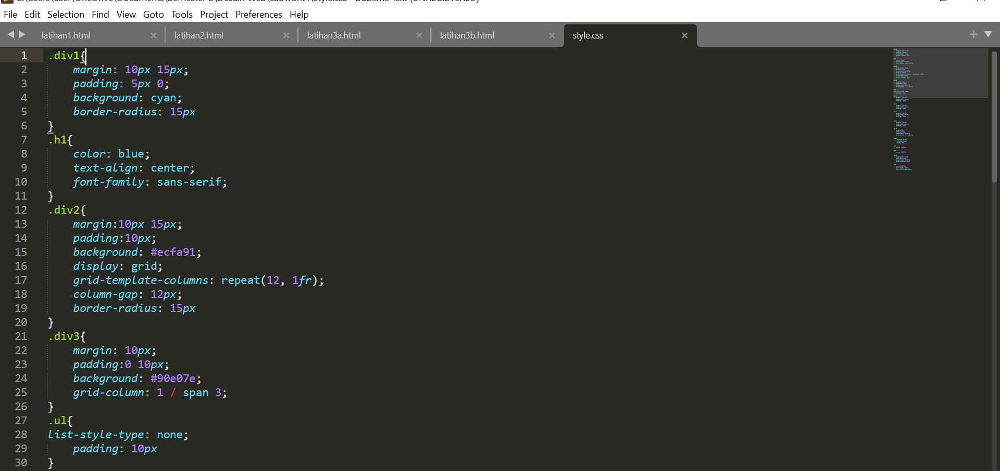 File Edit Selection Find View Goto Tools Project Preferences Help
latihan1.html latihan2.html latihan3a.html latihan3b.html style.css
1 .div1{
2 margin: 10px 15px;
3 padding: 5px 0;
4 background: cyan;
5 border-radius: 15px
6 }
7 .h1{
8 color: blue;
9 text-align: center;
10 font-family: sans-serif;
11 }
12 .div2{
13 margin:10px 15px;
14 padding:10px;
15 background: #ecfa91;
16 display: grid;
17 grid-template-columns: repeat(12, 1fr);
18 column-gap: 12px;
19 border-radius: 15px
20 }
21 .div3{
22 margin: 10px;
23 padding:0 10px;
24 background: #90e07e;
25 grid-column: 1 / span 3;
26 }
27 .ul{
28 list-style-type: none;
29 padding: 10px
30 }